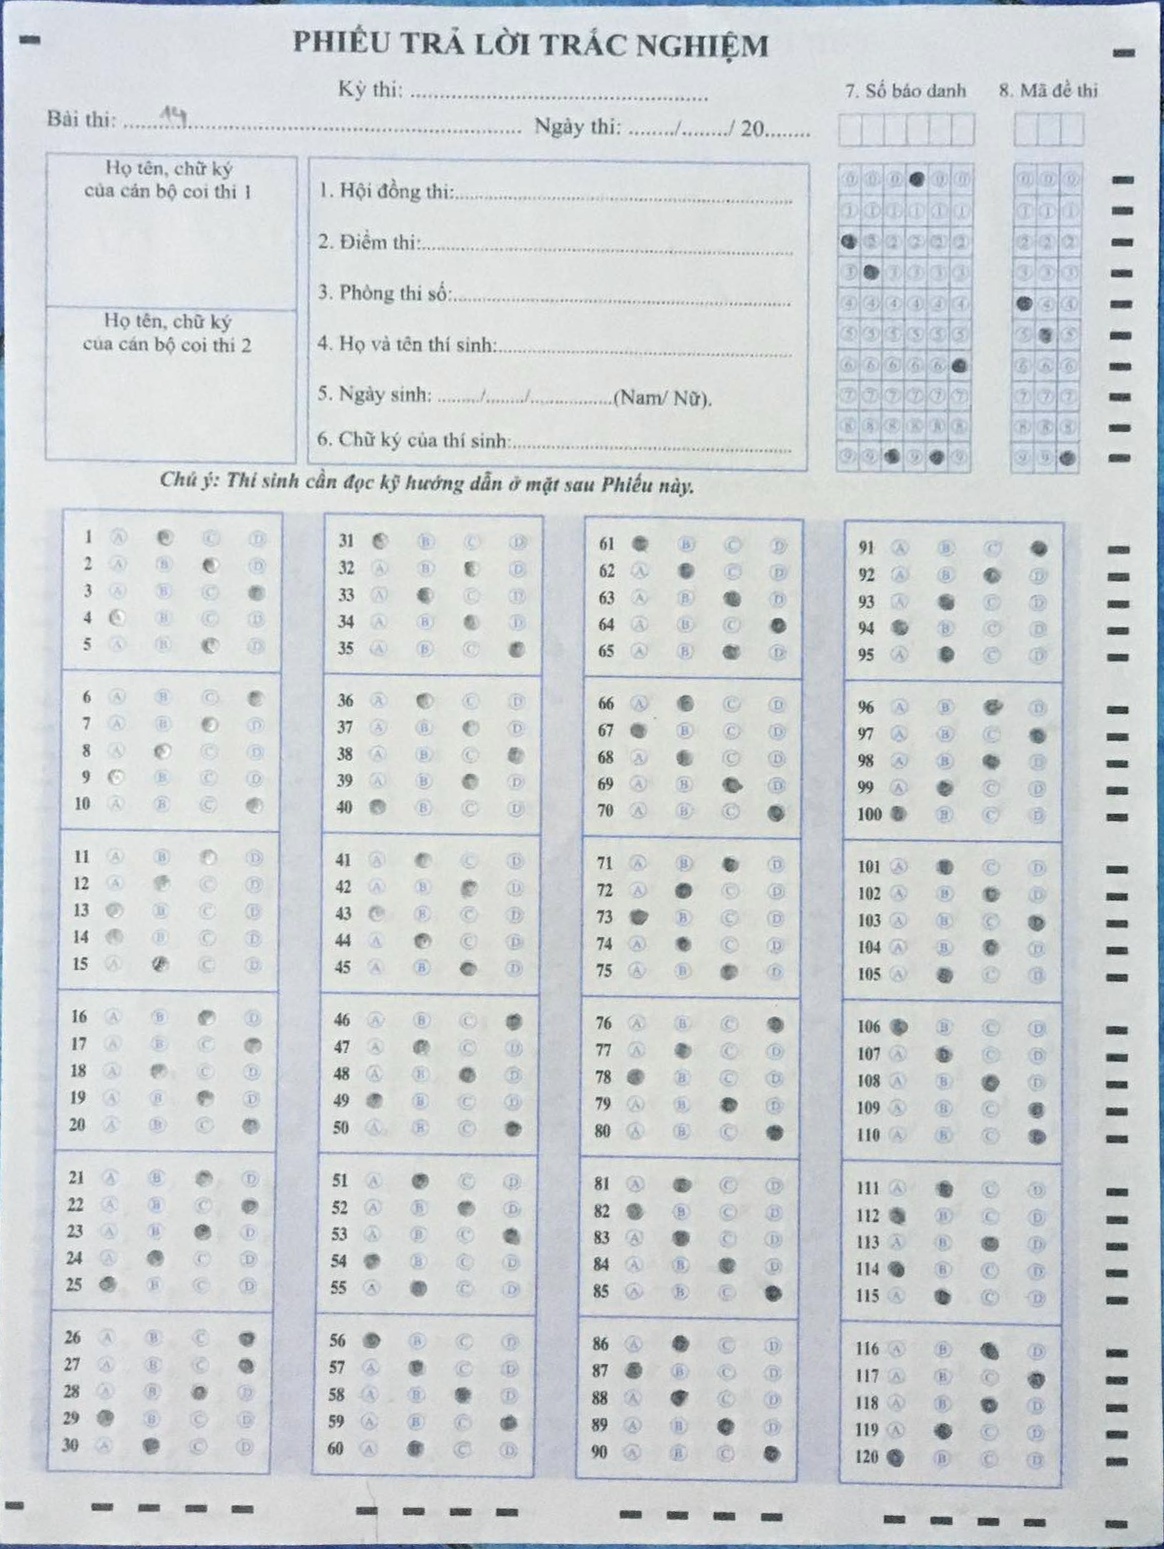 PHIẾU TRẢ LỜI TRẮC NGHIỆM
Kỳ thi: ........................................
Bài thi: ......14........................................ Ngày thi: ......../......../ 20........
7. Số báo danh
8. Mã đề thi
Họ tên, chữ ký
của cán bộ coi thi 1
Họ tên, chữ ký
của cán bộ coi thi 2
1. Hội đồng thi:........................................
2. Điểm thi:........................................
3. Phòng thi số:........................................
4. Họ và tên thí sinh:........................................
5. Ngày sinh: ......../......../...............(Nam/ Nữ).
6. Chữ ký của thí sinh:........................................
Chú ý: Thí sinh cần đọc kỹ hướng dẫn ở mặt sau Phiếu này.
1 A C D
2 A B D
3 A B C
4 B C D
5 A B D
6 A B C
7 A B D
8 A C D
9 B C D
10 A B C
11 A B D
12 A C D
13 B C D
14 B C D
15 A C D
16 A B D
17 A B C
18 A C D
19 A B D
20 A B C
21 A B D
22 A B C
23 A B D
24 A C D
25 B C D
26 A B C
27 A B C
28 A B D
29 B C D
30 A C D
31 B C D
32 A B D
33 A C D
34 A B D
35 A B C
36 A C D
37 A B D
38 A B C
39 A B D
40 B C D
41 A C D
42 A B D
43 B C D
44 A C D
45 A B D
46 A B C
47 A C D
48 A B D
49 B C D
50 A B C
51 A C D
52 A B D
53 A B C
54 B C D
55 A C D
56 B C D
57 A C D
58 A B D
59 A B C
60 A C D
61 B C D
62 A C D
63 A B D
64 A B C
65 A B D
66 A C D
67 B C D
68 A C D
69 A B D
70 A B C
71 A B D
72 A C D
73 B C D
74 A C D
75 A B D
76 A B C
77 A C D
78 B C D
79 A B D
80 A B C
81 A C D
82 B C D
83 A C D
84 A B D
85 A B C
86 A C D
87 B C D
88 A C D
89 A B D
90 A B C
91 A B C
92 A B D
93 A C D
94 B C D
95 A C D
96 A B D
97 A B C
98 A B D
99 A C D
100 B C D
101 A C D
102 A B D
103 A B C
104 A B D
105 A C D
106 B C D
107 A C D
108 A B D
109 A B C
110 A B C
111 A C D
112 B C D
113 A B D
114 B C D
115 A C D
116 A B D
117 A B C
118 A B D
119 A C D
120 B C D